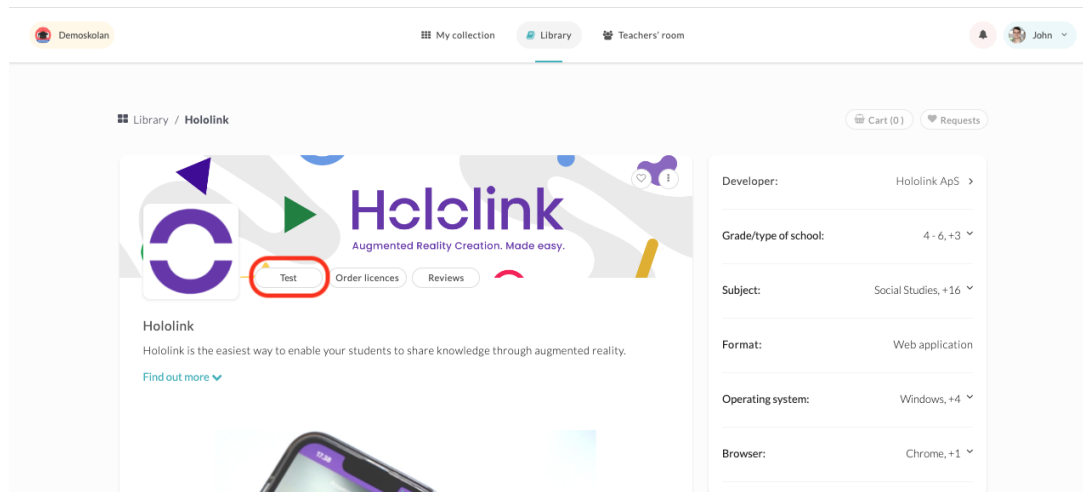 Demoskolan
My collection
Library
Teachers' room
John
Library / Hololink
Cart (0 )
Requests
Hololink
Augmented Reality Creation. Made easy.
Test
Order licences
Reviews
Hololink
Hololink is the easiest way to enable your students to share knowledge through augmented reality.
Find out more
17.38
Developer: Hololink ApS
Grade/type of school: 4 - 6, +3
Subject: Social Studies, +16
Format: Web application
Operating system: Windows, +4
Browser: Chrome, +1